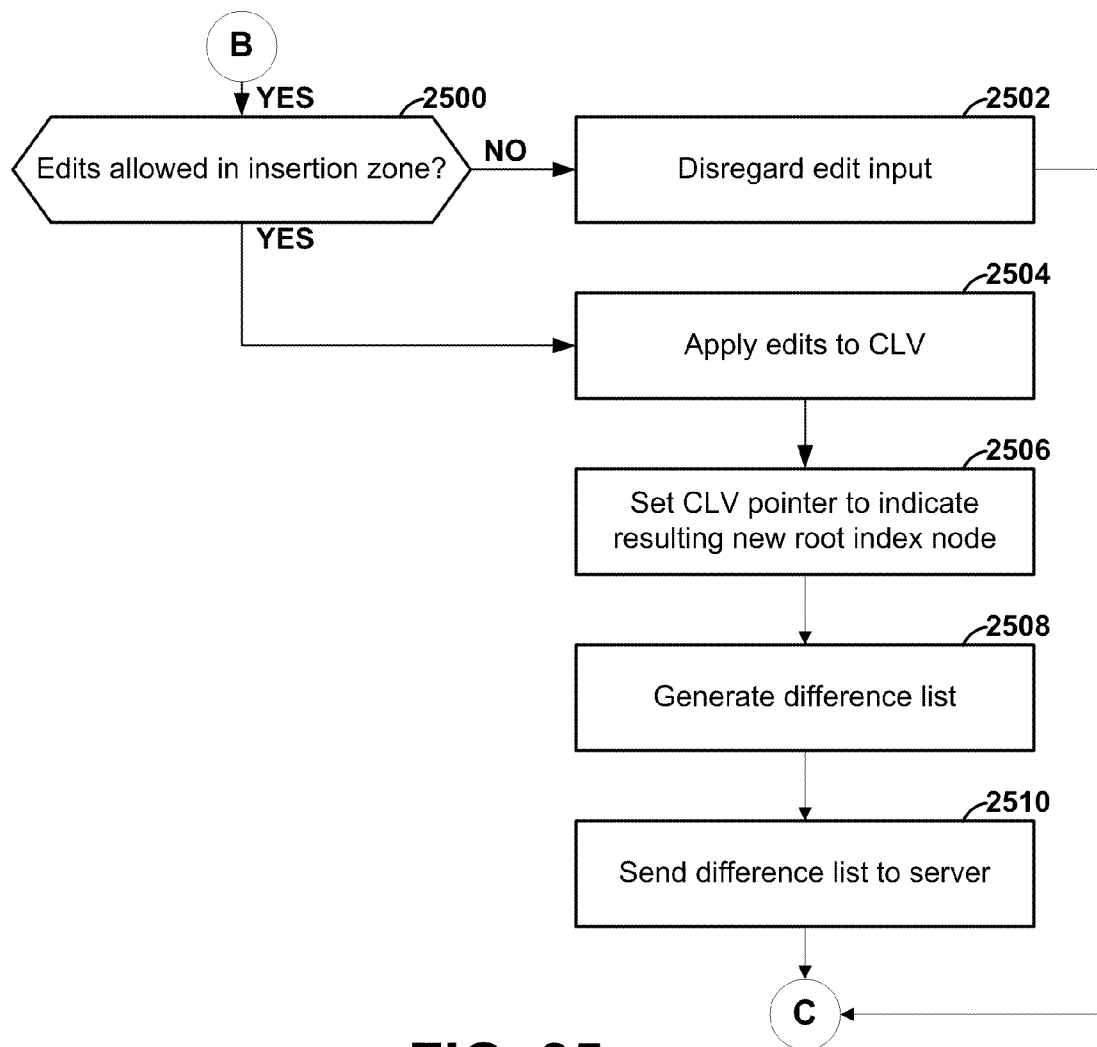 B
YES
2500
Edits allowed in insertion zone?
NO
2502
Disregard edit input
YES
2504
Apply edits to CLV
2506
Set CLV pointer to indicate
resulting new root index node
2508
Generate difference list
2510
Send difference list to server
C